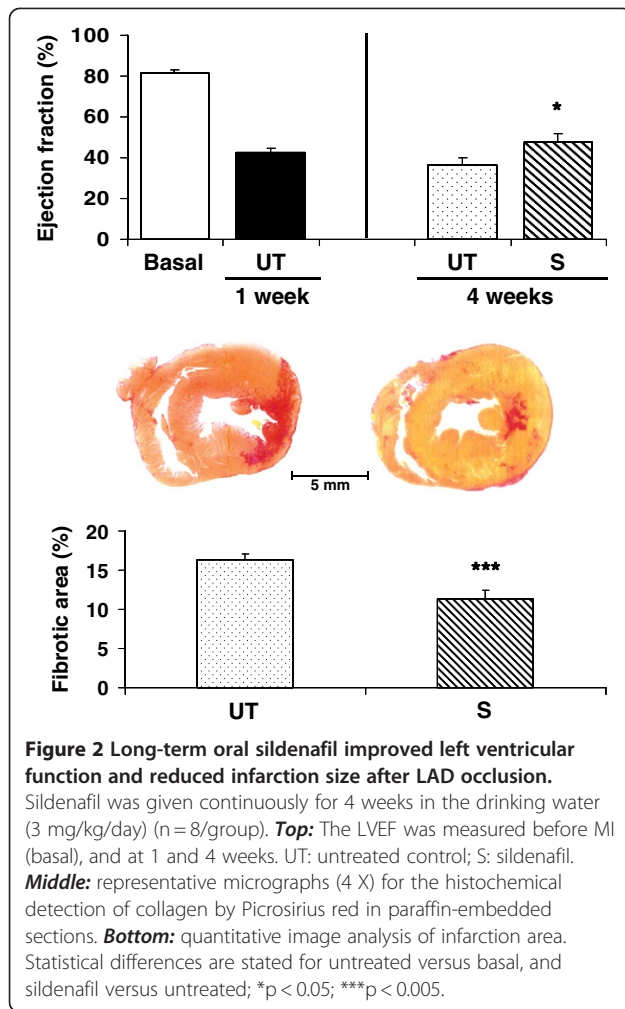 Ejection fraction (%)
100
80
60
40
20
0
*
Basal UT UT S
1 week 4 weeks
5 mm
Fibrotic area (%)
20
15
10
5
0
***
UT S
Figure 2 Long-term oral sildenafil improved left ventricular
function and reduced infarction size after LAD occlusion.
Sildenafil was given continuously for 4 weeks in the drinking water
(3 mg/kg/day) (n = 8/group). Top: The LVEF was measured before MI
(basal), and at 1 and 4 weeks. UT: untreated control; S: sildenafil.
Middle: representative micrographs (4 X) for the histochemical
detection of collagen by Picrosirius red in paraffin-embedded
sections. Bottom: quantitative image analysis of infarction area.
Statistical differences are stated for untreated versus basal, and
sildenafil versus untreated; *p < 0.05; ***p < 0.005.